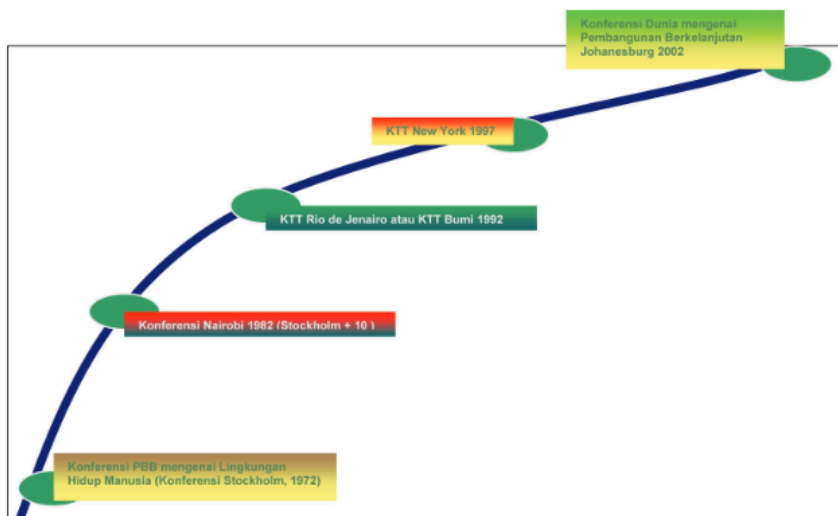 Konferensi Dunia mengenai
Pembangunan Berkelanjutan
Johanesburg 2002
KTT New York 1997
KTT Rio de Jenairo atau KTT Bumi 1992
Konferensi Nairobi 1982 (Stockholm + 10 )
Konferensi PBB mengenai Lingkungan
Hidup Manusia (Konferensi Stockholm, 1972)